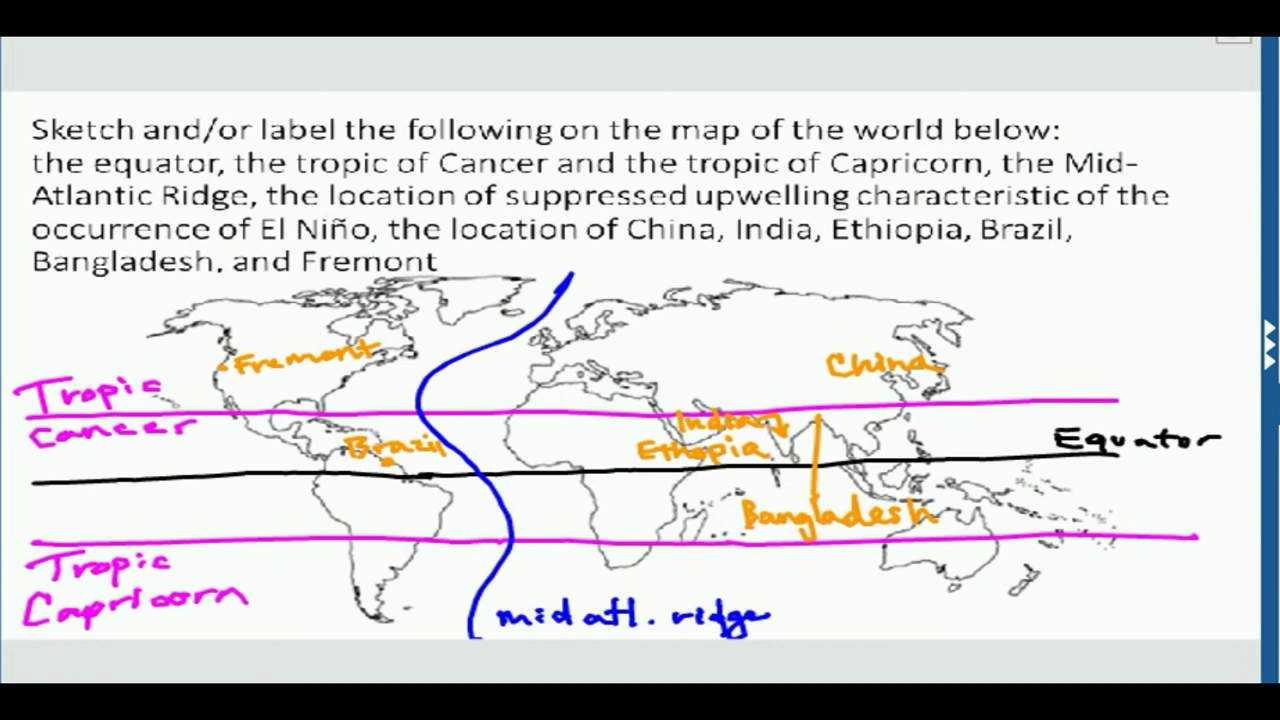 Sketch and/or label the following on the map of the world below:
the equator, the tropic of Cancer and the tropic of Capricorn, the Mid-
Atlantic Ridge, the location of suppressed upwelling characteristic of the
occurrence of El Niño, the location of China, India, Ethiopia, Brazil,
Bangladesh, and Fremont
Fremont
China
Tropic
Cancer
India
Brazil
Ethopia
Equator
Bangladesh
Tropic
Capricorn
mid atl. ridge